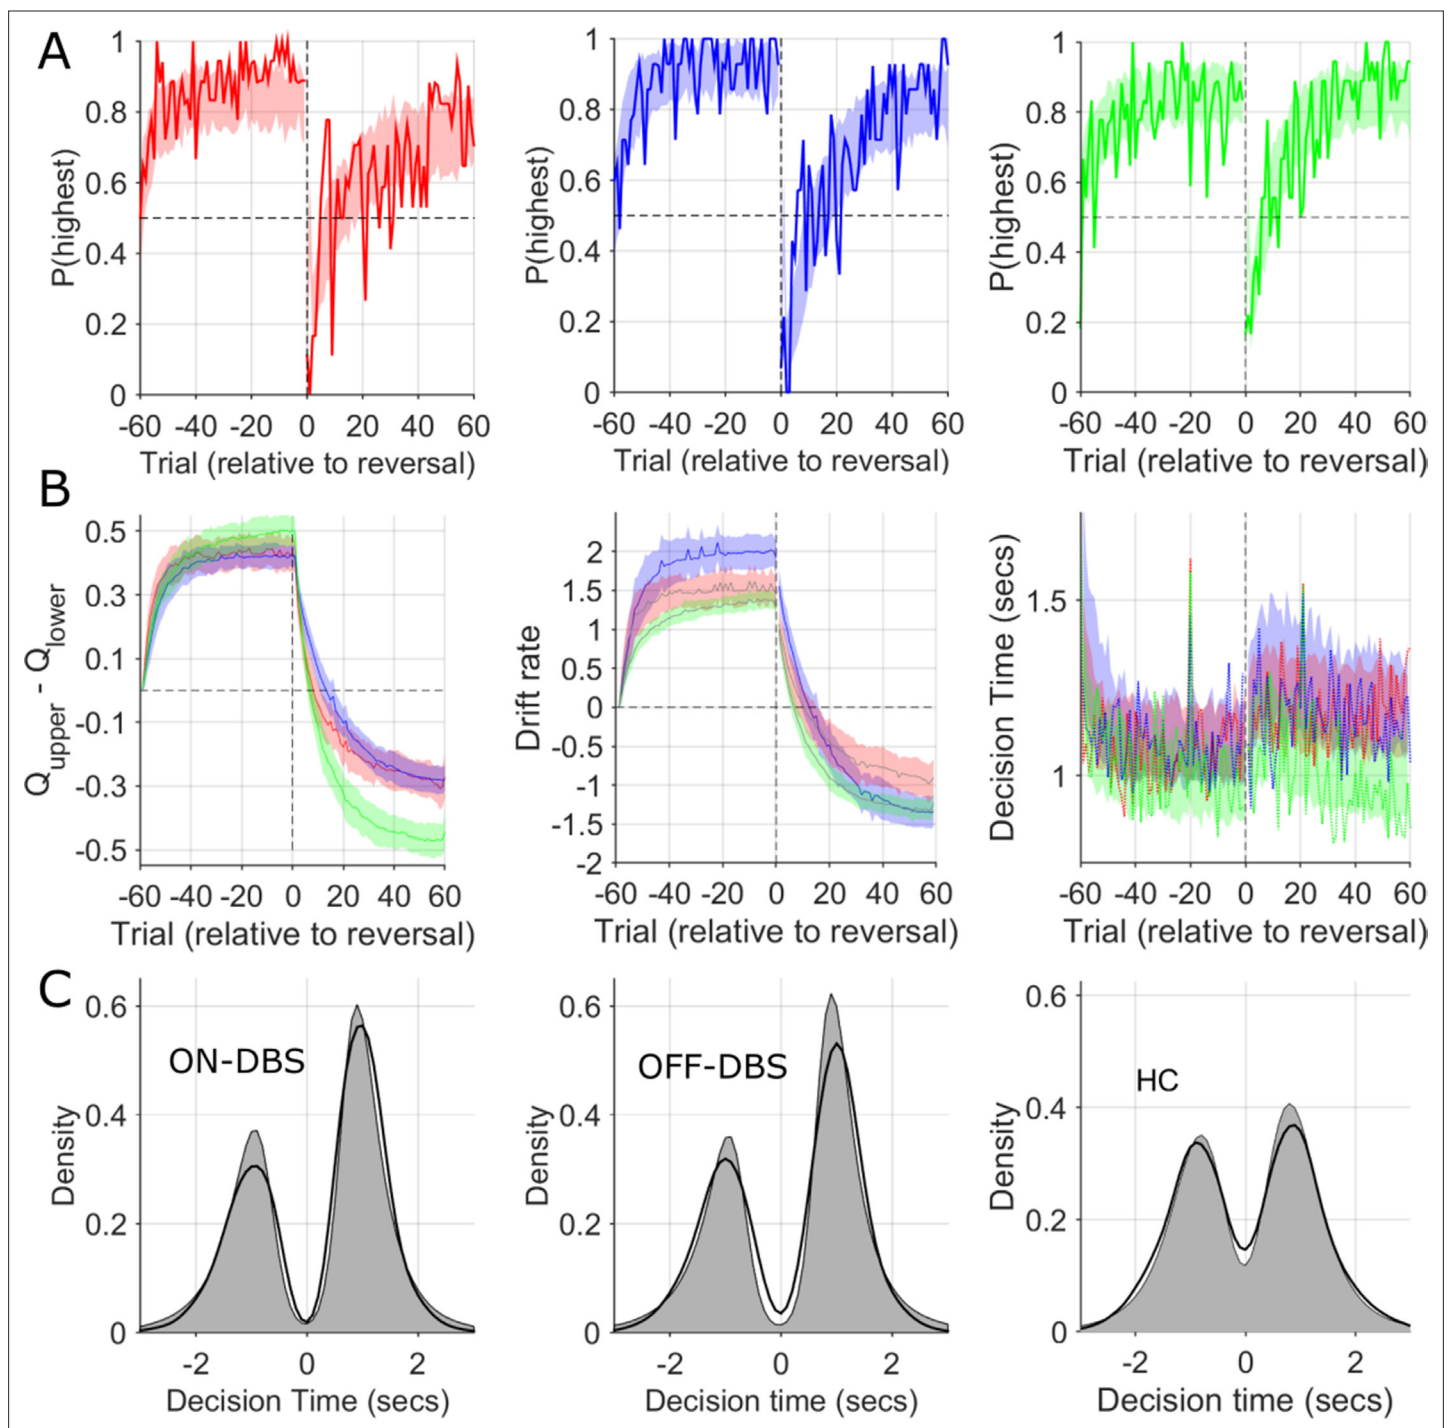 A
1
0.8
0.6
0.4
0.2
0
P(highest)
-60 -40 -20 0 20 40 60
Trial (relative to reversal)
1
0.8
0.6
0.4
0.2
0
P(highest)
-60 -40 -20 0 20 40 60
Trial (relative to reversal)
1
0.8
0.6
0.4
0.2
0
P(highest)
-60 -40 -20 0 20 40 60
Trial (relative to reversal)
B
0.5
0.3
0.1
-0.1
-0.3
-0.5
Qupper - Qlower
-60 -40 -20 0 20 40 60
Trial (relative to reversal)
2
1.5
1
0.5
0
-0.5
-1
-1.5
-2
Drift rate
-60 -40 -20 0 20 40 60
Trial (relative to reversal)
1.5
1
Decision Time (secs)
-60 -40 -20 0 20 40 60
Trial (relative to reversal)
C
0.6
0.4
0.2
0
Density
ON-DBS
-2 0 2
Decision Time (secs)
0.6
0.4
0.2
0
Density
OFF-DBS
-2 0 2
Decision time (secs)
0.6
0.4
0.2
0
Density
HC
-2 0 2
Decision time (secs)